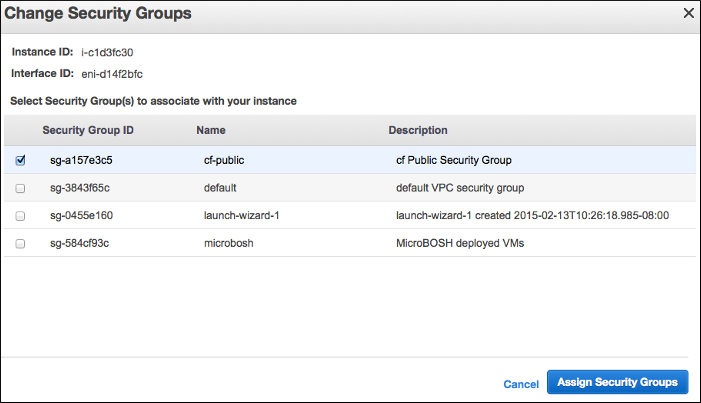 Change Security Groups
Instance ID: i-c1d3fc30
Interface ID: eni-d14f2bfc
Select Security Group(s) to associate with your instance
Security Group ID Name Description
sg-a157e3c5 cf-public cf Public Security Group
sg-3843f65c default default VPC security group
sg-0455e160 launch-wizard-1 launch-wizard-1 created 2015-02-13T10:26:18.985-08:00
sg-584cf93c microbosh MicroBOSH deployed VMs
Cancel Assign Security Groups